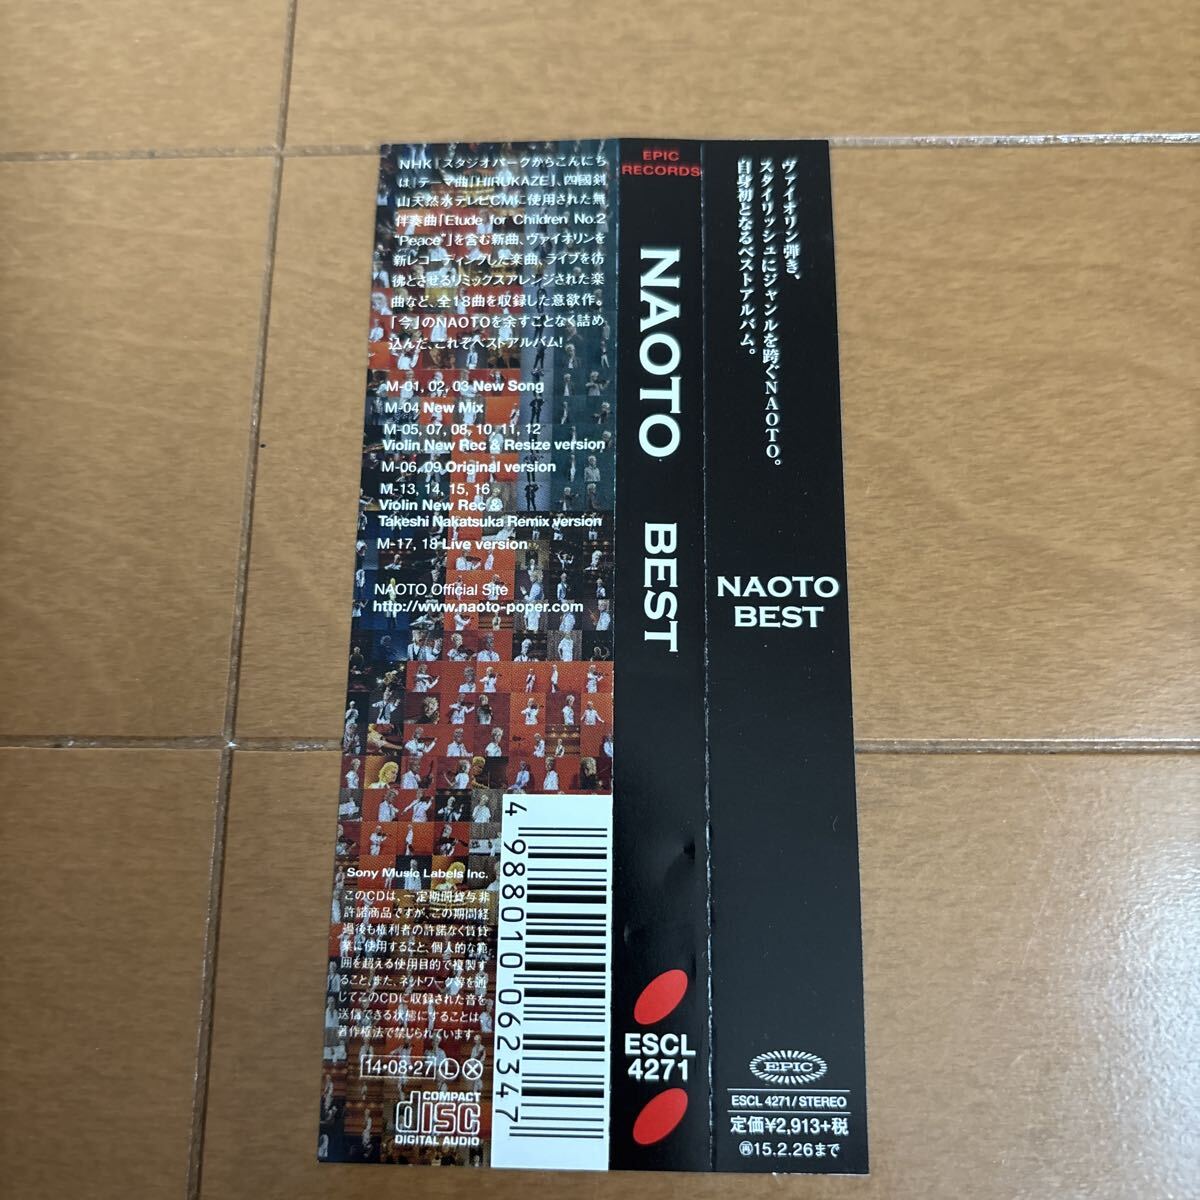 NHK「スタジオパークからこんにち
は」テーマ曲「HIRUKAZE」、四國剣
山天然水テレビCMに使用された無
伴奏曲「Etude for Children No.2
“Peace”」を含む新曲、ヴァイオリンを
新レコーディングした楽曲、ライブを彷
彿とさせるリミックスアレンジされた楽
曲など、全18曲を収録した意欲作。
「今」のNAOTOを余すことなく詰め
込んだ、これぞベストアルバム!
M-01, 02, 03 New Song
M-04 New Mix
M-05, 07, 08, 10, 11, 12
Violin New Rec & Resize version
M-06, 09 Original version
M-13, 14, 15, 16
Violin New Rec &
Takeshi Nakatsuka Remix version
M-17, 18 Live version
NAOTO Official Site
http://www.naoto-poper.com
Sony Music Labels Inc.
このCDは、一定期間貸与非
許諾商品ですが、この期間経
過後も権利者の許諾なく賃貸
業に使用すること、個人的な範
囲を超える使用目的で複製す
ること、また、ネットワーク等を通
じてこのCDに収録された音を
送信できる状態にすることは、
著作権法で禁じられています。
14・08・27 L X
COMPACT
disc
DIGITAL AUDIO
4 988010 062347
EPIC
RECORDS
NAOTO BEST
ESCL
4271
ヴァイオリン弾き、
スタイリッシュにジャンルを跨ぐNAOTO。
自身初となるベストアルバム。
NAOTO
BEST
EPIC
ESCL 4271/STEREO
定価¥2,913+税
再15.2.26まで